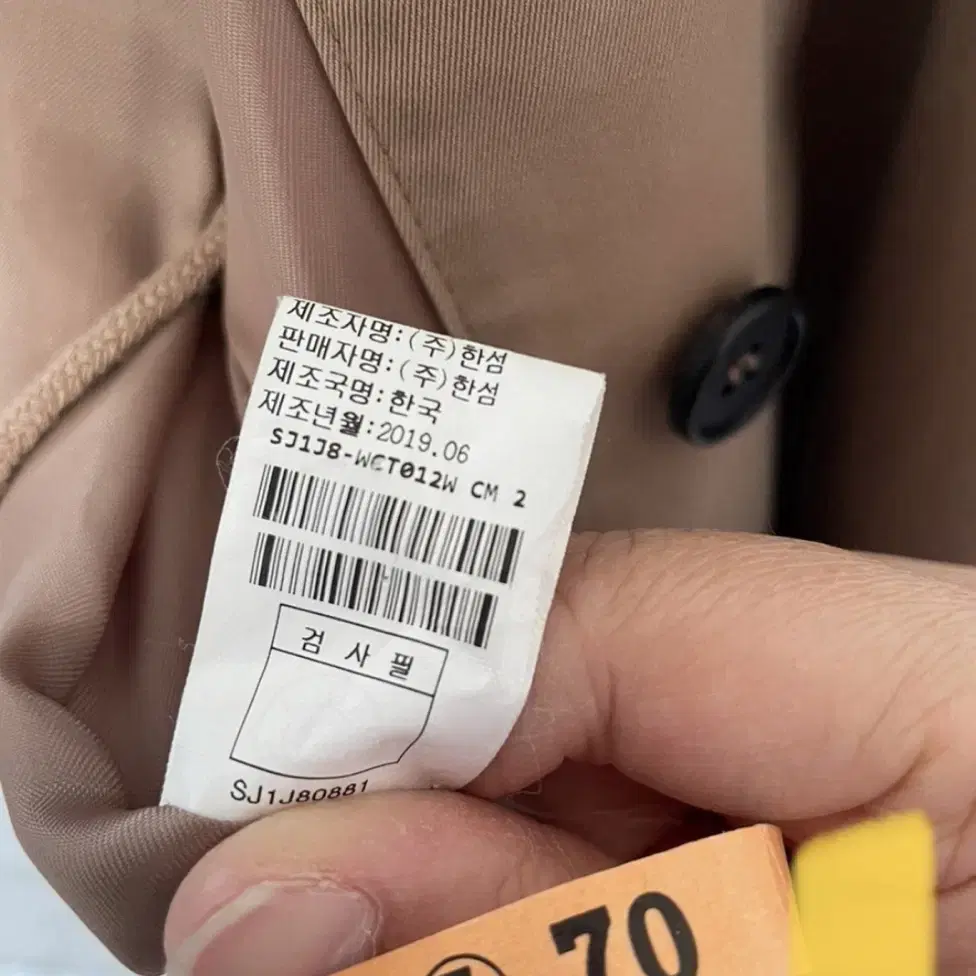 제조자명:(주)한섬
판매자명:(주)한섬
제조국명:한국
제조년월:2019.06
SJ1J8-WCT012W CM 2
검 사 필
SJ1J80881
70